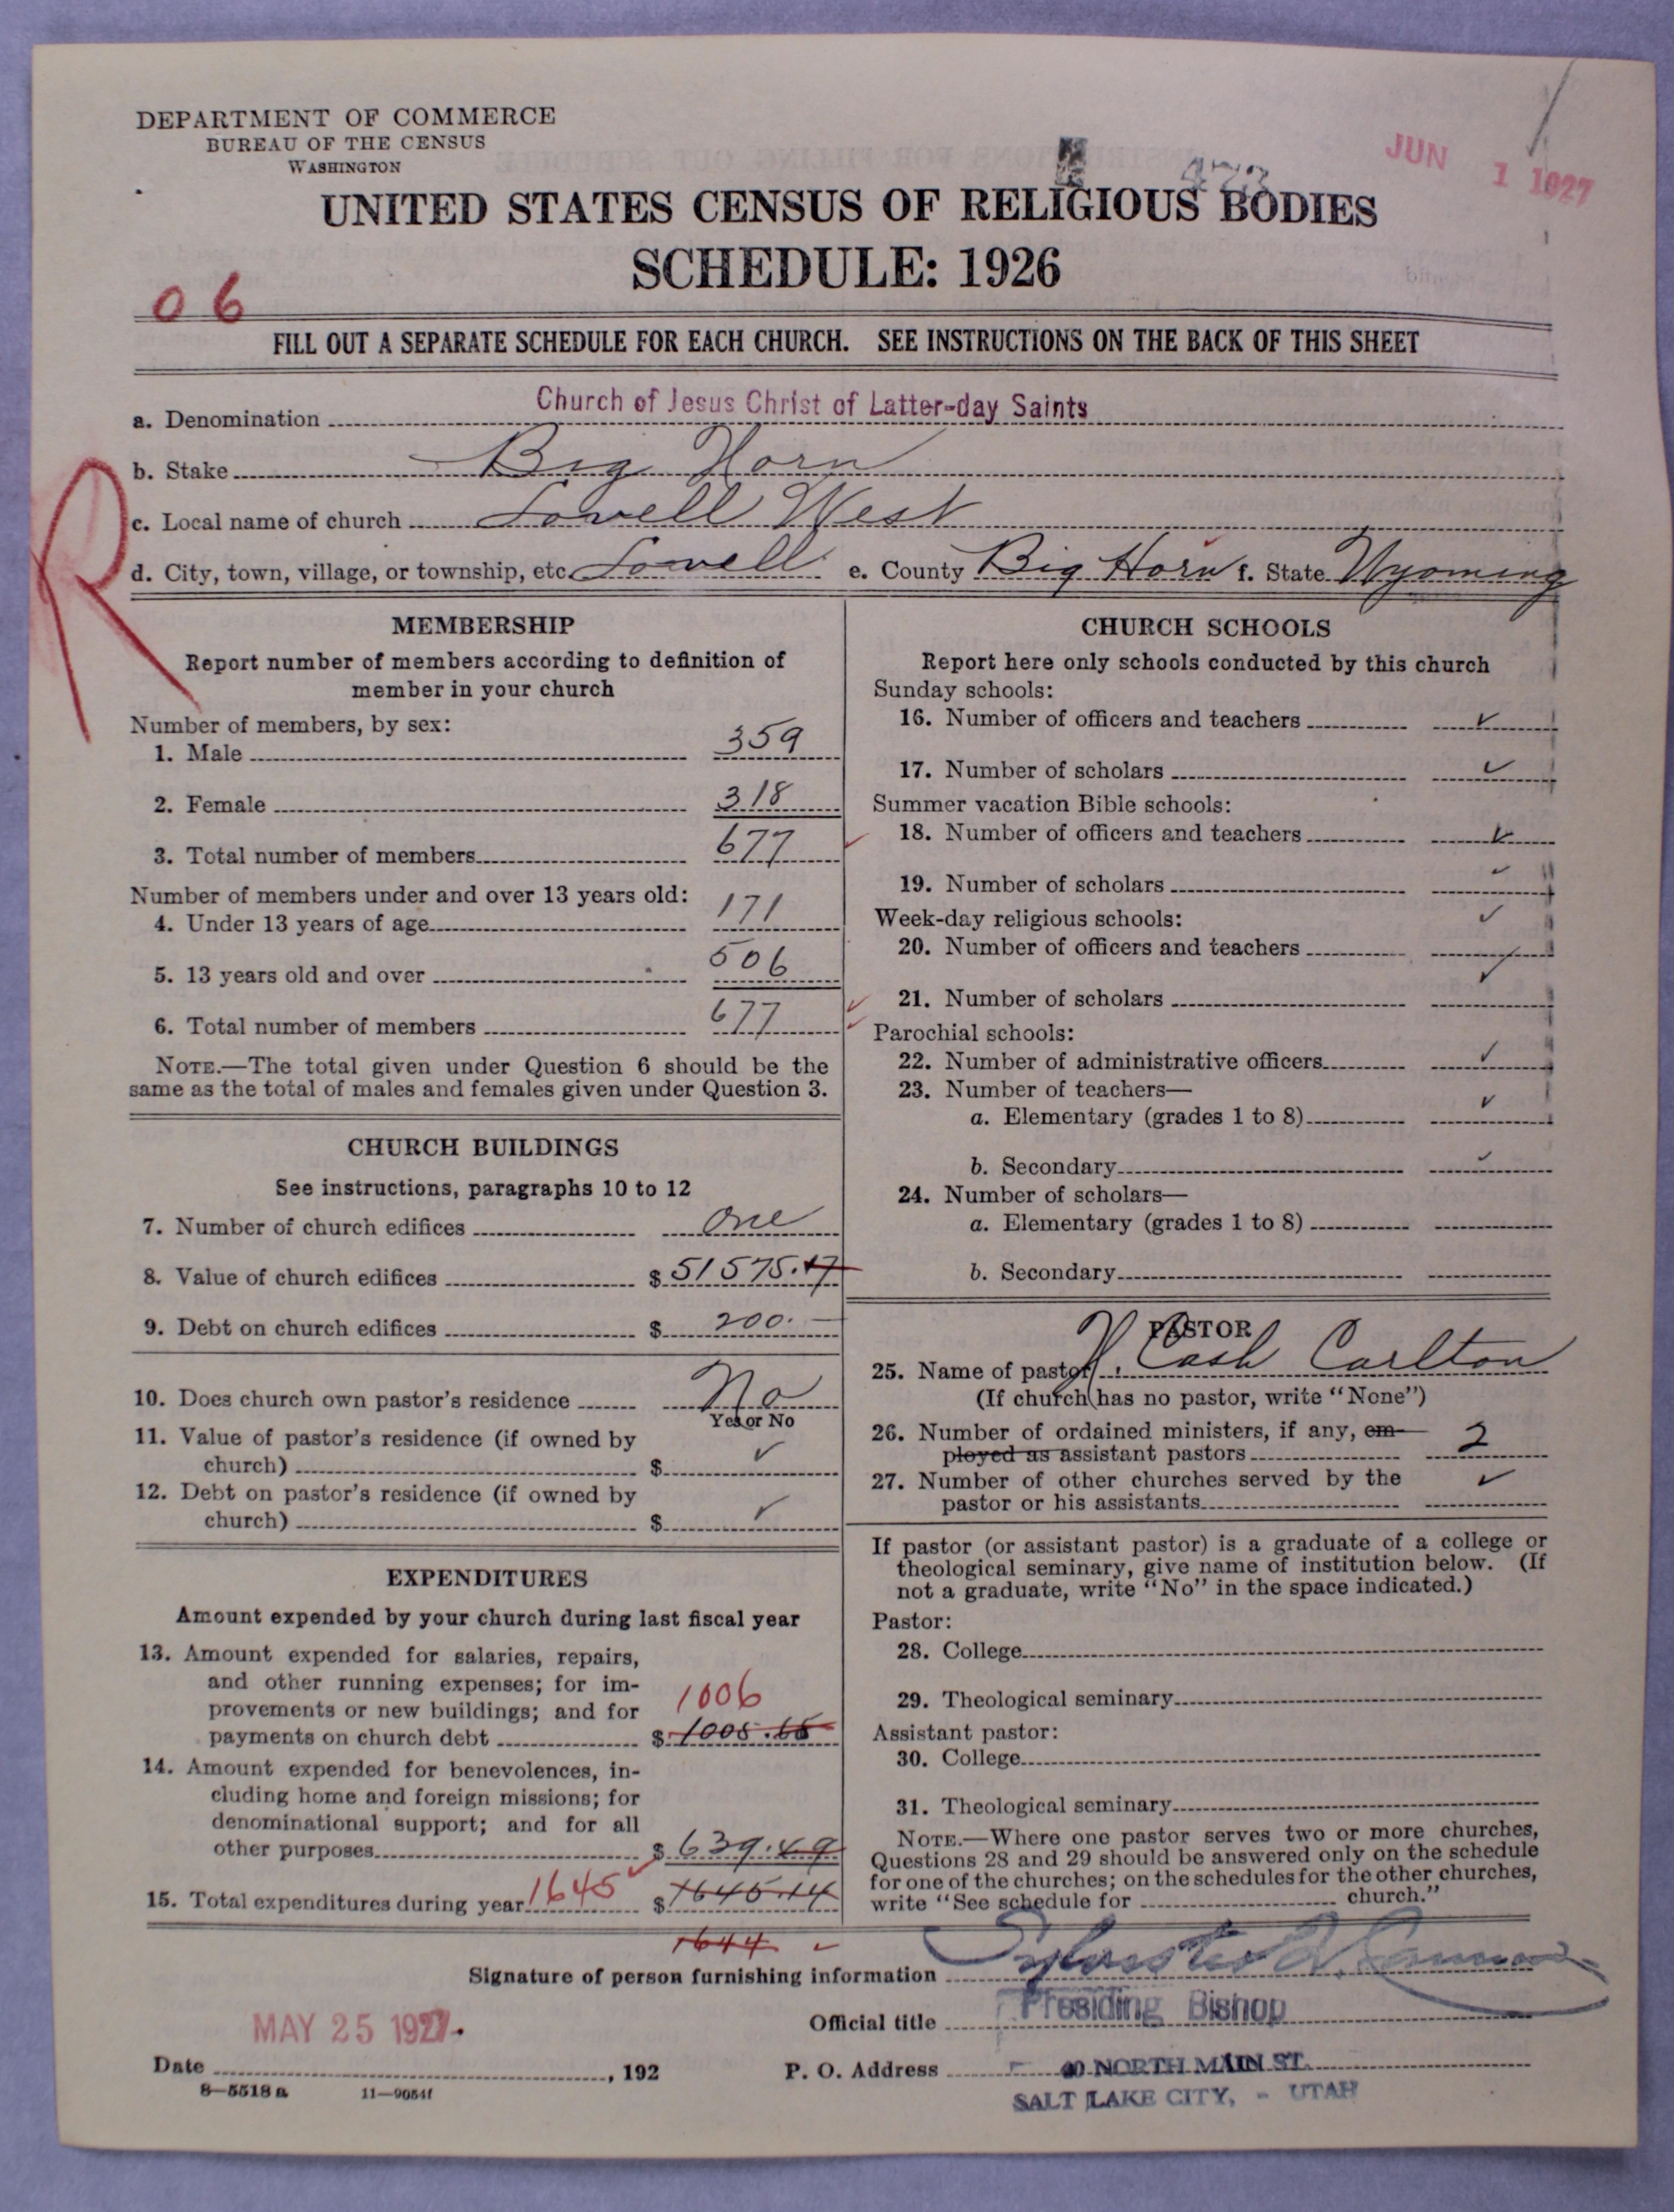 DEPARTMENT OF COMMERCE
BUREAU OF THE CENSUS
WASHINGTON
JUN 1 1927
UNITED STATES CENSUS OF RELIGIOUS BODIES
SCHEDULE: 1926
06
FILL OUT A SEPARATE SCHEDULE FOR EACH CHURCH. SEE INSTRUCTIONS ON THE BACK OF THIS SHEET
R
a. Denomination Church of Jesus Christ of Latter-day Saints
b. Stake Big Horn
c. Local name of church Lovell West
d. City, town, village, or township, etc. Lovell e. County Big Horn f. State Wyoming
MEMBERSHIP
Report number of members according to definition of
member in your church
Number of members, by sex:
1. Male 359
2. Female 318
3. Total number of members 677
Number of members under and over 13 years old:
4. Under 13 years of age 171
5. 13 years old and over 506
6. Total number of members 677
NOTE.—The total given under Question 6 should be the
same as the total of males and females given under Question 3.
CHURCH BUILDINGS
See instructions, paragraphs 10 to 12
7. Number of church edifices One
8. Value of church edifices $ 51575.17
9. Debt on church edifices $ 200.—
10. Does church own pastor's residence No
Yes or No
11. Value of pastor's residence (if owned by
church) $ ✓
12. Debt on pastor's residence (if owned by
church) $ ✓
EXPENDITURES
Amount expended by your church during last fiscal year
13. Amount expended for salaries, repairs,
and other running expenses; for im-
provements or new buildings; and for 1006
payments on church debt $ 1005.65
14. Amount expended for benevolences, in-
cluding home and foreign missions; for
denominational support; and for all
other purposes $ 639.49
15. Total expenditures during year 1645 $ 1645.14
1644
CHURCH SCHOOLS
Report here only schools conducted by this church
Sunday schools:
16. Number of officers and teachers ✓
17. Number of scholars ✓
Summer vacation Bible schools:
18. Number of officers and teachers ✓
19. Number of scholars ✓
Week-day religious schools: ✓
20. Number of officers and teachers
21. Number of scholars ✓
Parochial schools:
22. Number of administrative officers ✓
23. Number of teachers—
a. Elementary (grades 1 to 8) ✓
b. Secondary ✓
24. Number of scholars—
a. Elementary (grades 1 to 8)
b. Secondary
PASTOR
25. Name of pastor H. Cash Carlton
(If church has no pastor, write "None")
26. Number of ordained ministers, if any, em-
ployed as assistant pastors 2
27. Number of other churches served by the ✓
pastor or his assistants
If pastor (or assistant pastor) is a graduate of a college or
theological seminary, give name of institution below. (If
not a graduate, write "No" in the space indicated.)
Pastor:
28. College
29. Theological seminary
Assistant pastor:
30. College
31. Theological seminary
NOTE.—Where one pastor serves two or more churches,
Questions 28 and 29 should be answered only on the schedule
for one of the churches; on the schedules for the other churches,
write "See schedule for church."
Signature of person furnishing information Sylvester Q. Cannon
Official title Presiding Bishop
MAY 25 1927.
Date , 192
P. O. Address 40 NORTH MAIN ST.
SALT LAKE CITY, - UTAH
8—5518 a 11—9054f